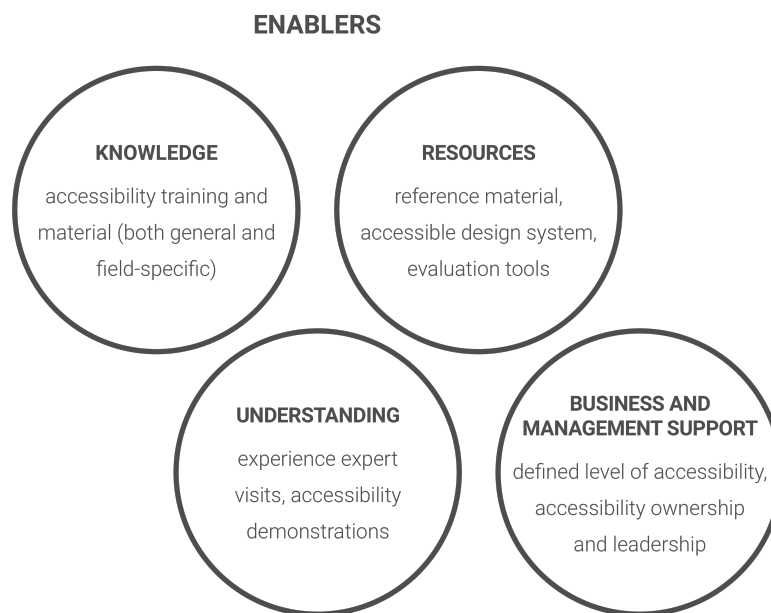 ENABLERS
KNOWLEDGE
accessibility training and
material (both general and
field-specific)
RESOURCES
reference material,
accessible design system,
evaluation tools
UNDERSTANDING
experience expert
visits, accessibility
demonstrations
BUSINESS AND
MANAGEMENT SUPPORT
defined level of accessibility,
accessibility ownership
and leadership